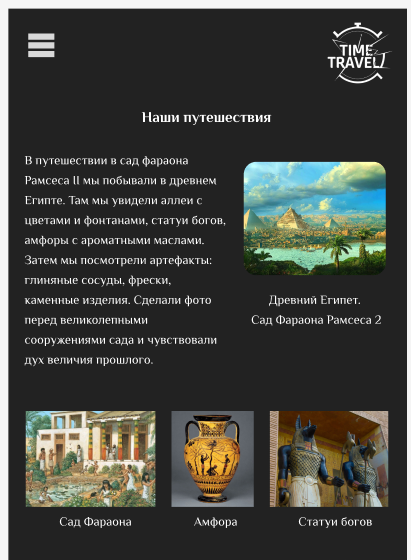 TIME
TRAVEL
Наши путешествия
В путешествии в сад фараона
Рамсеса II мы побывали в древнем
Египте. Там мы увидели аллеи с
цветами и фонтанами, статуи богов,
амфоры с ароматными маслами.
Затем мы посмотрели артефакты:
глиняные сосуды, фрески,
каменные изделия. Сделали фото
перед великолепными
сооружениями сада и чувствовали
дух величия прошлого.
Древний Египет.
Сад Фараона Рамсеса 2
Сад Фараона
Амфора
Статуи богов